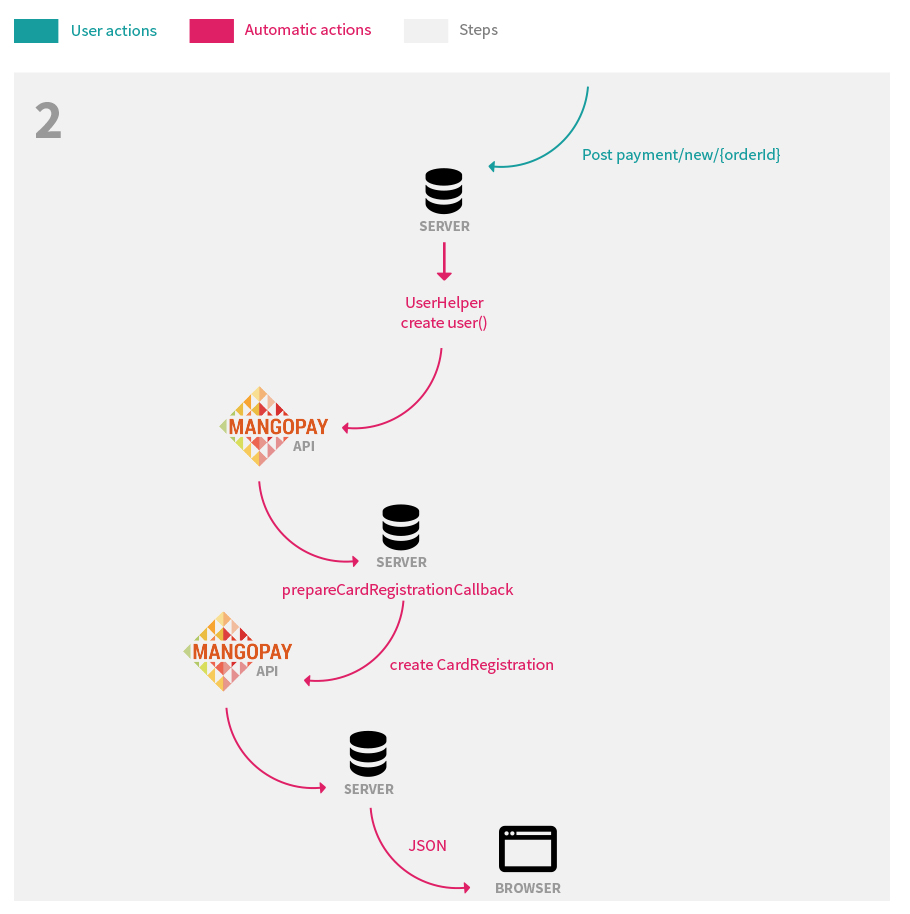 User actions
Automatic actions
Steps
2
Post payment/new/{orderId}
SERVER
UserHelper
create user()
MANGOPAY
API
SERVER
prepareCardRegistrationCallback
MANGOPAY
API
create CardRegistration
SERVER
JSON
BROWSER